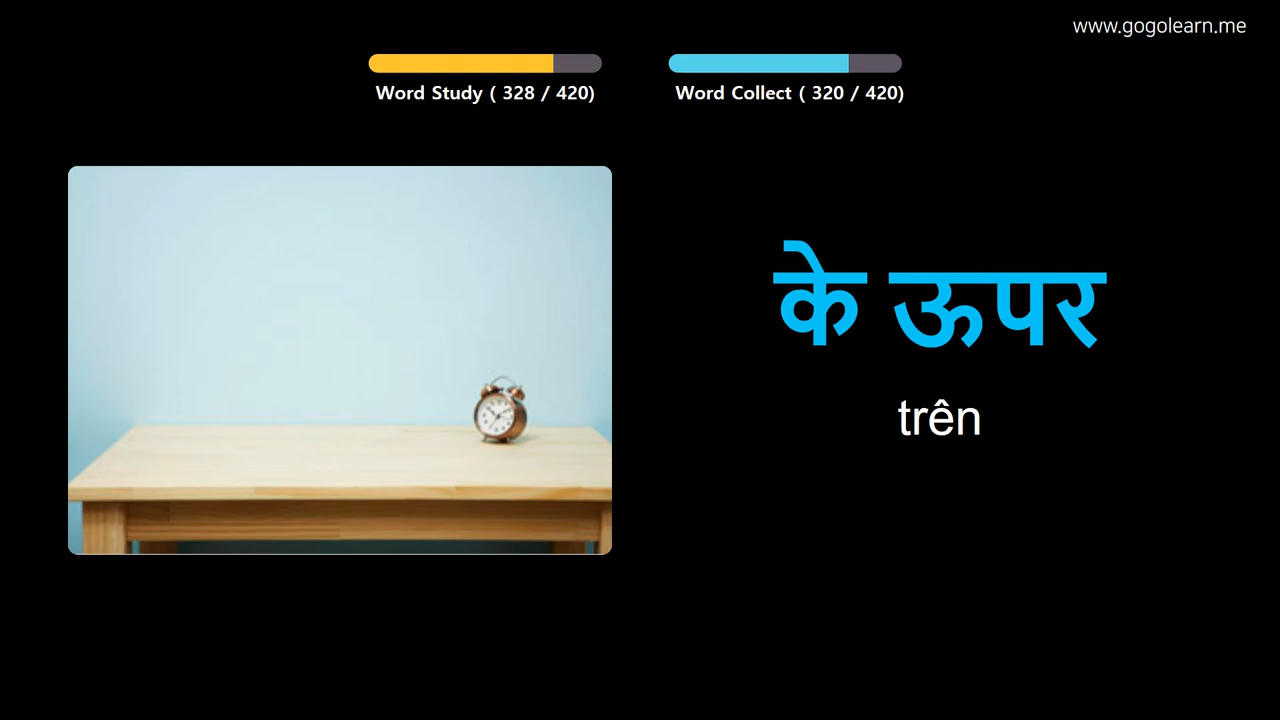 www.gogolearn.me
Word Study ( 328 / 420)
Word Collect ( 320 / 420)
के ऊपर
trên